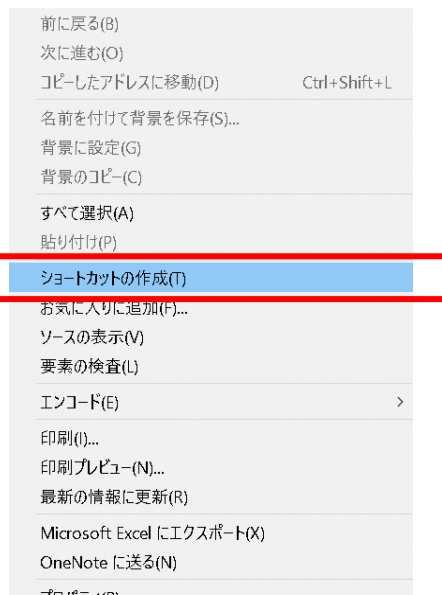 前に戻る(B)
次に進む(O)
コピーしたアドレスに移動(D) Ctrl+Shift+L
名前を付けて背景を保存(S)...
背景に設定(G)
背景のコピー(C)
すべて選択(A)
貼り付け(P)
ショートカットの作成(T)
お気に入りに追加(F)...
ソースの表示(V)
要素の検査(L)
エンコード(E) >
印刷(I)...
印刷プレビュー(N)...
最新の情報に更新(R)
Microsoft Excel にエクスポート(X)
OneNote に送る(N)